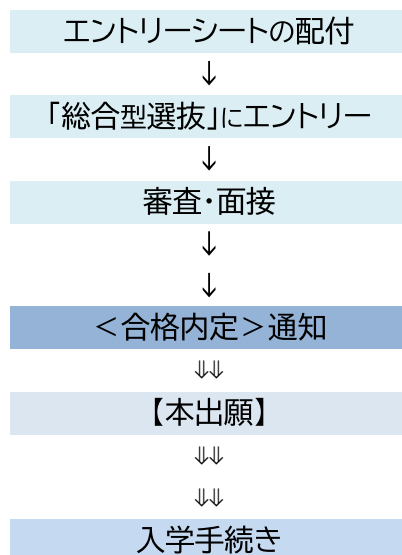 エントリーシートの配付
↓
「総合型選抜」にエントリー
↓
審査・面接
↓
↓
＜合格内定＞通知
⇓⇓
【本出願】
⇓⇓
⇓⇓
入学手続き